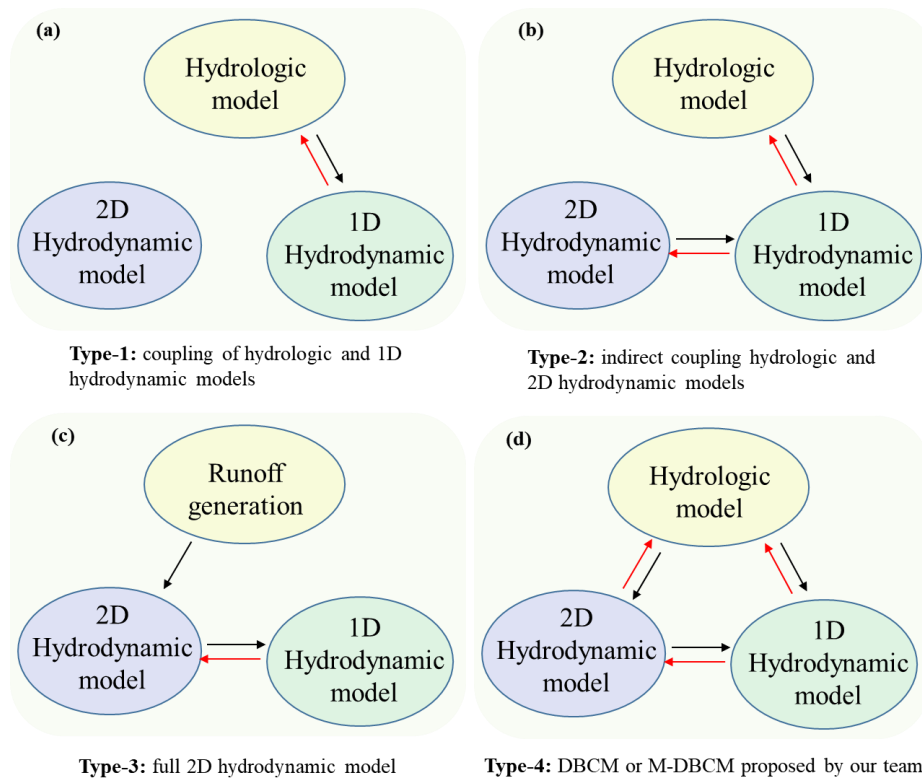 (a)
Hydrologic
model
2D
Hydrodynamic
model
1D
Hydrodynamic
model
Type-1: coupling of hydrologic and 1D
hydrodynamic models
(b)
Hydrologic
model
2D
Hydrodynamic
model
1D
Hydrodynamic
model
Type-2: indirect coupling hydrologic and
2D hydrodynamic models
(c)
Runoff
generation
2D
Hydrodynamic
model
1D
Hydrodynamic
model
Type-3: full 2D hydrodynamic model
(d)
Hydrologic
model
2D
Hydrodynamic
model
1D
Hydrodynamic
model
Type-4: DBCM or M-DBCM proposed by our team